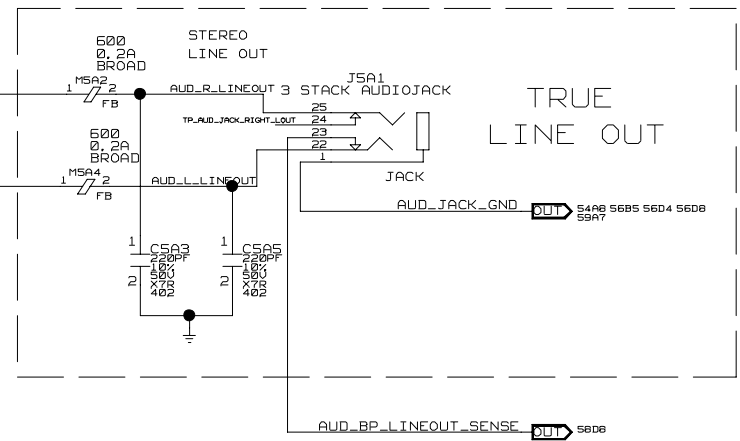 600
0.2A
BROAD
STEREO
LINE OUT
M5A2
1 2
FB
AUD_R_LINEOUT
J5A1
3 STACK AUDIOJACK
TRUE
LINE OUT
25
TP_AUD_JACK_RIGHT_LOUT 24
23
22
1
JACK
600
0.2A
BROAD
M5A4
1 2
FB
AUD_L_LINEOUT
AUD_JACK_GND
OUT
54A8 56B5 56D4 56D8
59A7
1
C5A3
220PF
10%
50V
X7R
402
2
1
C5A5
220PF
10%
50V
X7R
402
2
AUD_BP_LINEOUT_SENSE
OUT
58D8